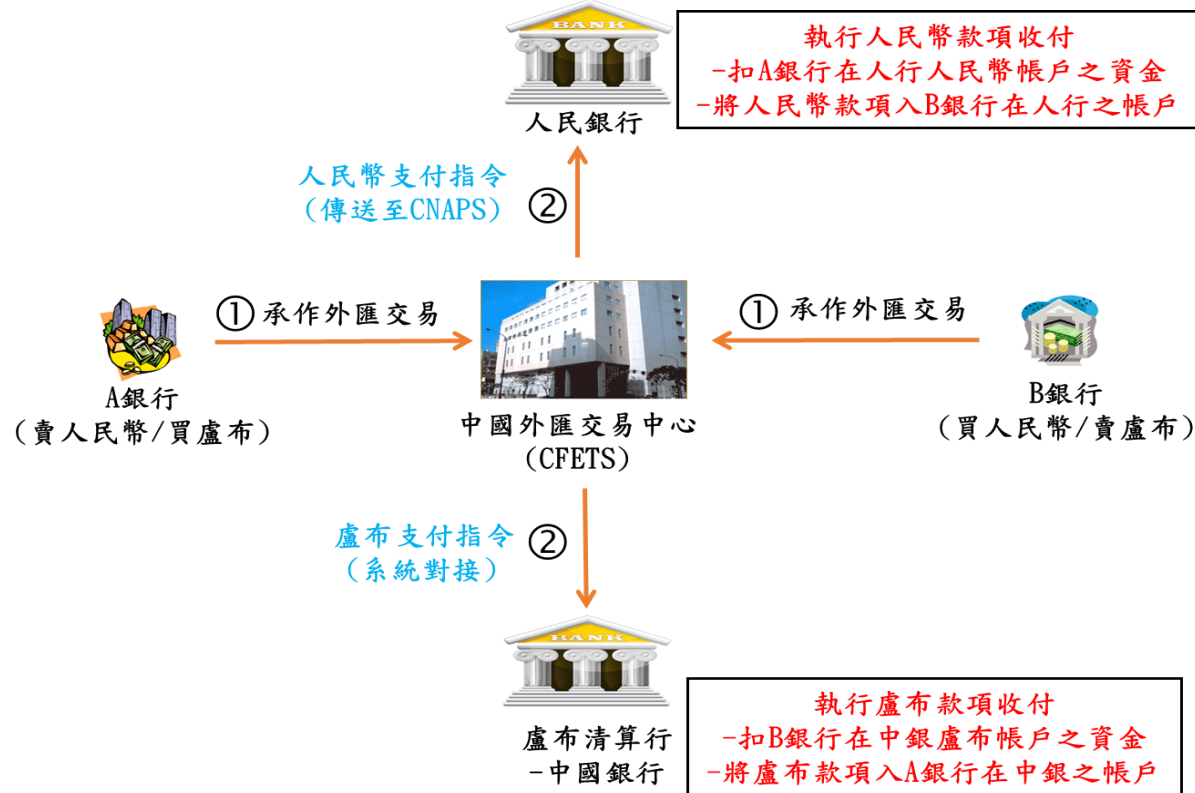 BANK
人民銀行
執行人民幣款項收付
-扣A銀行在人行人民幣帳戶之資金
-將人民幣款項入B銀行在人行之帳戶
人民幣支付指令
(傳送至CNAPS)
②
①承作外匯交易
①承作外匯交易
A銀行
(賣人民幣/買盧布)
中國外匯交易中心
(CFETS)
B銀行
(買人民幣/賣盧布)
盧布支付指令
(系統對接)
②
BANK
盧布清算行
-中國銀行
執行盧布款項收付
-扣B銀行在中銀盧布帳戶之資金
-將盧布款項入A銀行在中銀之帳戶